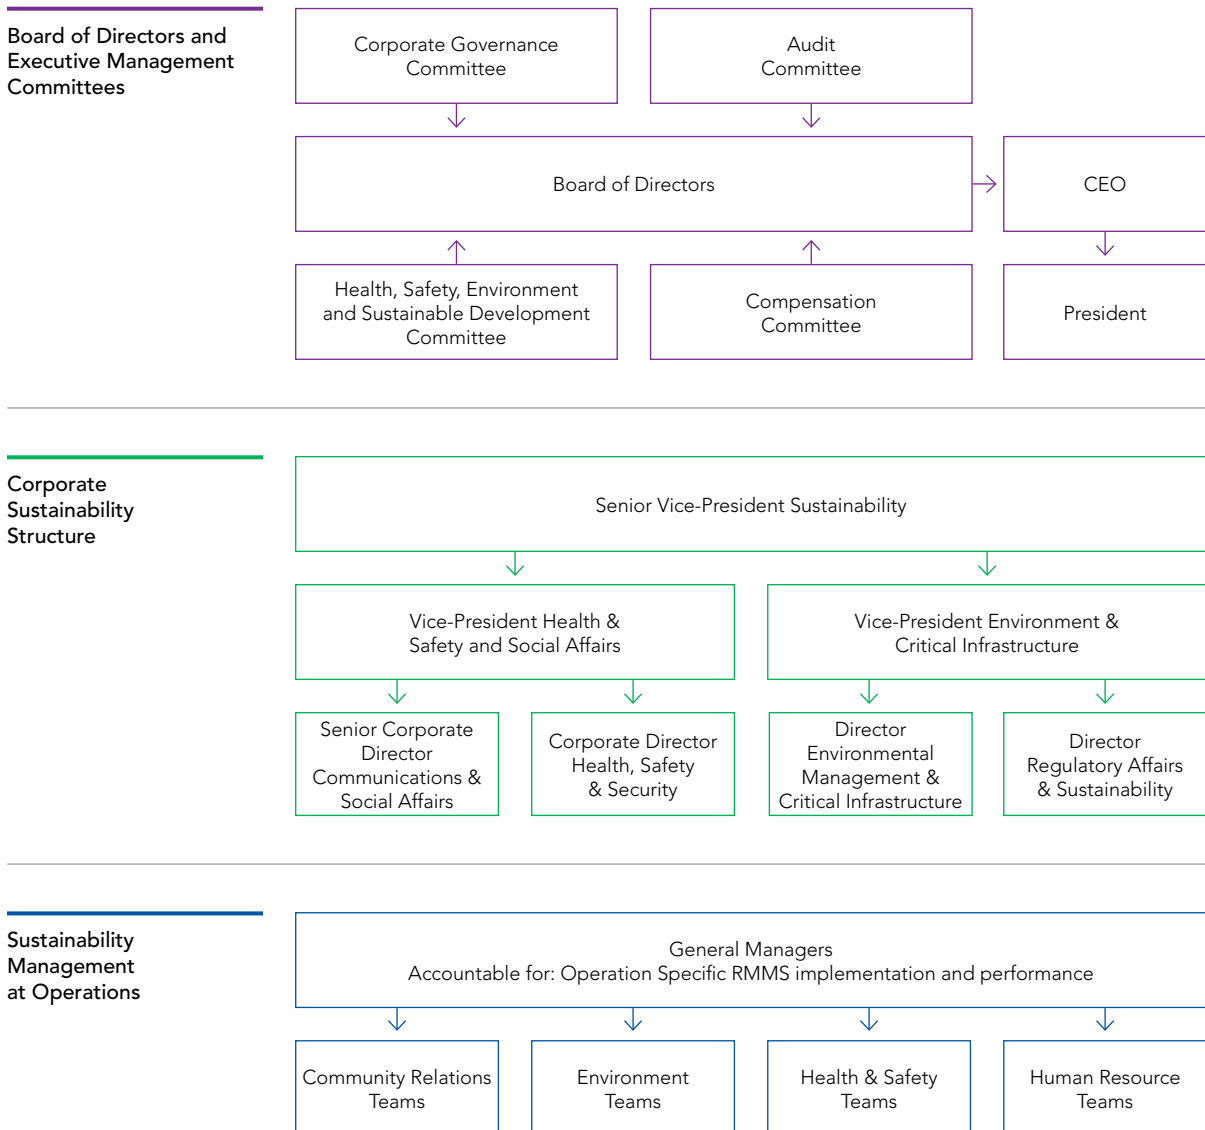 Board of Directors and
Executive Management
Committees
Corporate Governance
Committee
Audit
Committee
Board of Directors
CEO
Health, Safety, Environment
and Sustainable Development
Committee
Compensation
Committee
President
Corporate
Sustainability
Structure
Senior Vice-President Sustainability
Vice-President Health &
Safety and Social Affairs
Vice-President Environment &
Critical Infrastructure
Senior Corporate
Director
Communications &
Social Affairs
Corporate Director
Health, Safety
& Security
Director
Environmental
Management &
Critical Infrastructure
Director
Regulatory Affairs
& Sustainability
Sustainability
Management
at Operations
General Managers
Accountable for: Operation Specific RMMS implementation and performance
Community Relations
Teams
Environment
Teams
Health & Safety
Teams
Human Resource
Teams